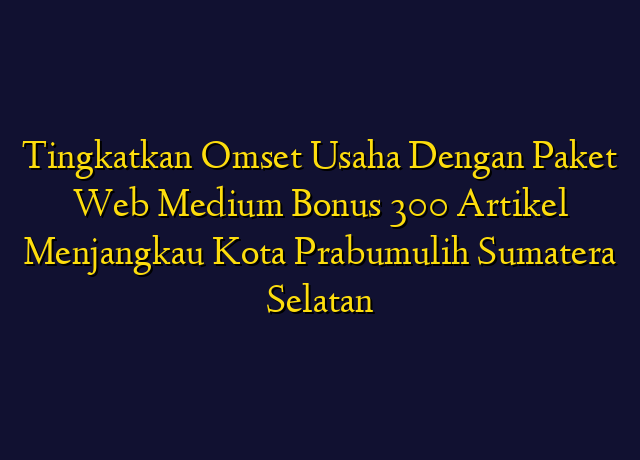 Tingkatkan Omset Usaha Dengan Paket
Web Medium Bonus 300 Artikel
Menjangkau Kota Prabumulih Sumatera
Selatan